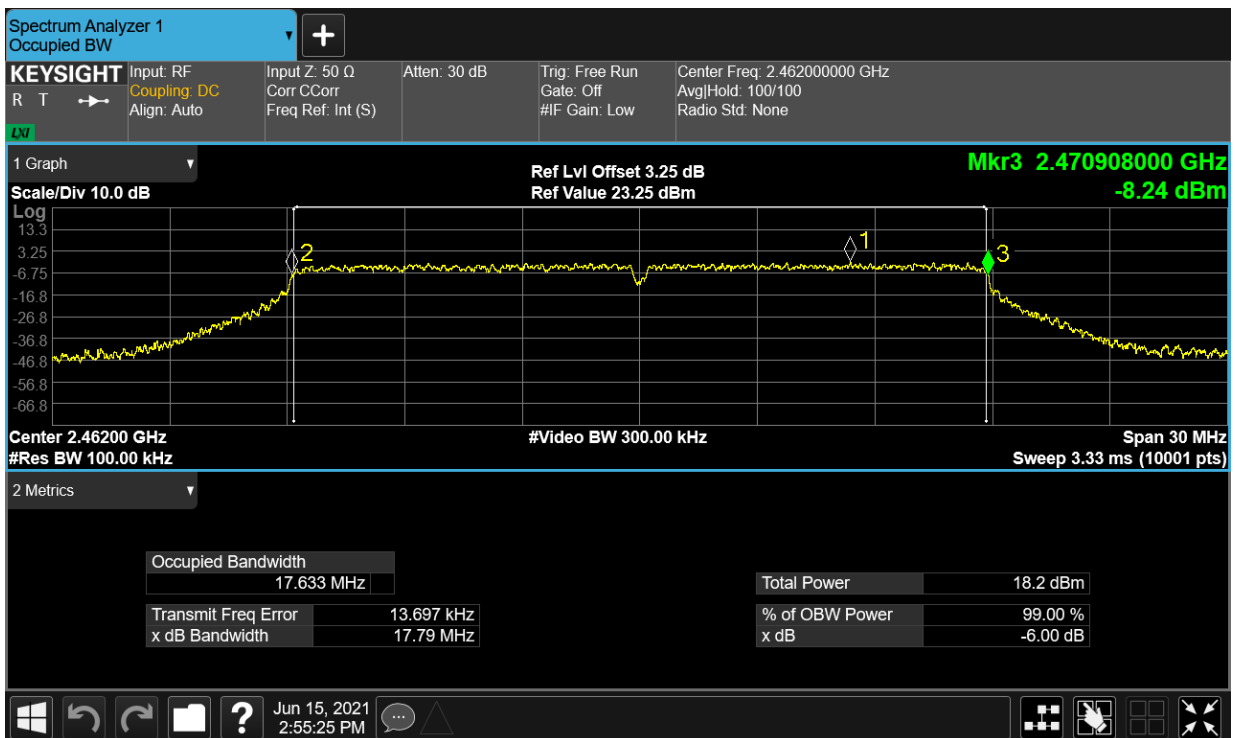 Spectrum Analyzer 1
Occupied BW
+
KEYSIGHT
R T
LXI
Input: RF
Coupling: DC
Align: Auto
Input Z: 50 Ω
Corr CCorr
Freq Ref: Int (S)
Atten: 30 dB
Trig: Free Run
Gate: Off
#IF Gain: Low
Center Freq: 2.462000000 GHz
Avg|Hold: 100/100
Radio Std: None
1 Graph
Scale/Div 10.0 dB
Ref Lvl Offset 3.25 dB
Ref Value 23.25 dBm
Mkr3 2.470908000 GHz
-8.24 dBm
Log
13.3
3.25
-6.75
-16.8
-26.8
-36.8
-46.8
-56.8
-66.8
2
1
3
Center 2.46200 GHz
#Res BW 100.00 kHz
#Video BW 300.00 kHz
Span 30 MHz
Sweep 3.33 ms (10001 pts)
2 Metrics
Occupied Bandwidth
17.633 MHz
Transmit Freq Error 13.697 kHz
x dB Bandwidth 17.79 MHz
Total Power 18.2 dBm
% of OBW Power 99.00 %
x dB -6.00 dB
?
Jun 15, 2021
2:55:25 PM